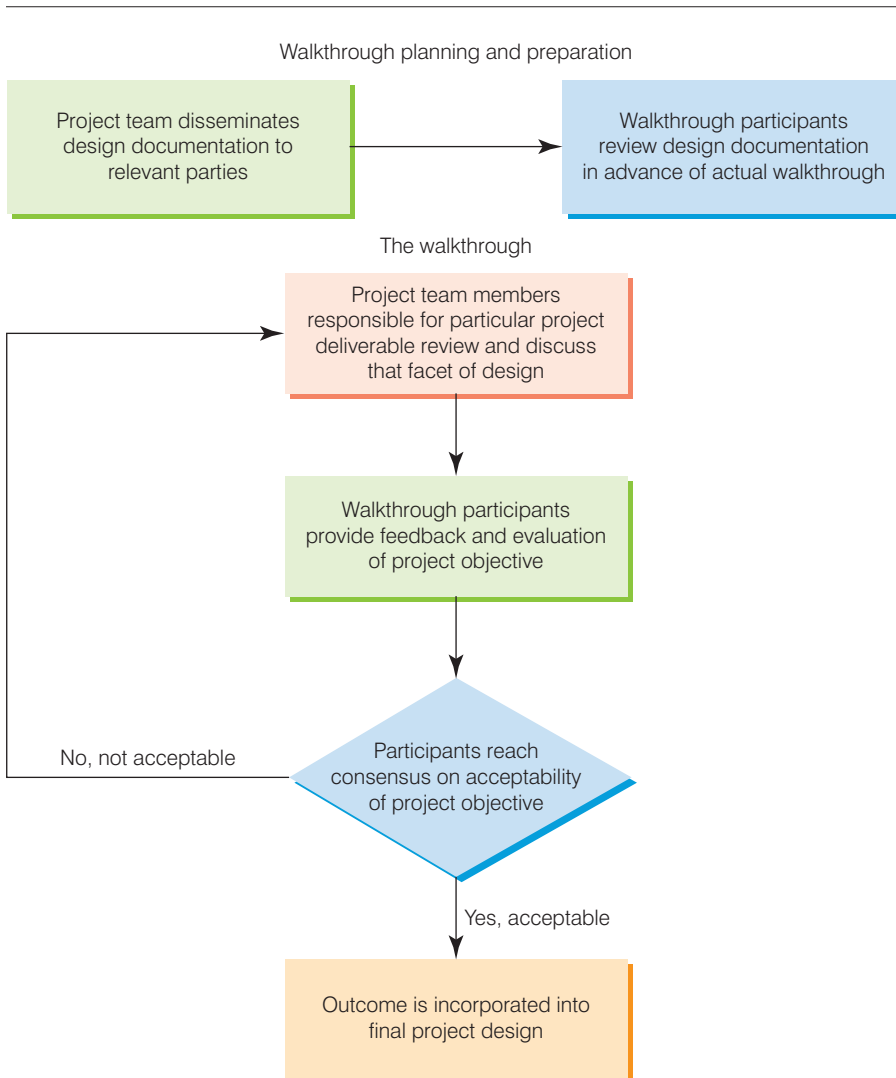 Walkthrough planning and preparation
Project team disseminates
design documentation to
relevant parties
Walkthrough participants
review design documentation
in advance of actual walkthrough
The walkthrough
Project team members
responsible for particular project
deliverable review and discuss
that facet of design
Walkthrough participants
provide feedback and evaluation
of project objective
Participants reach
consensus on acceptability
of project objective
No, not acceptable
Yes, acceptable
Outcome is incorporated into
final project design